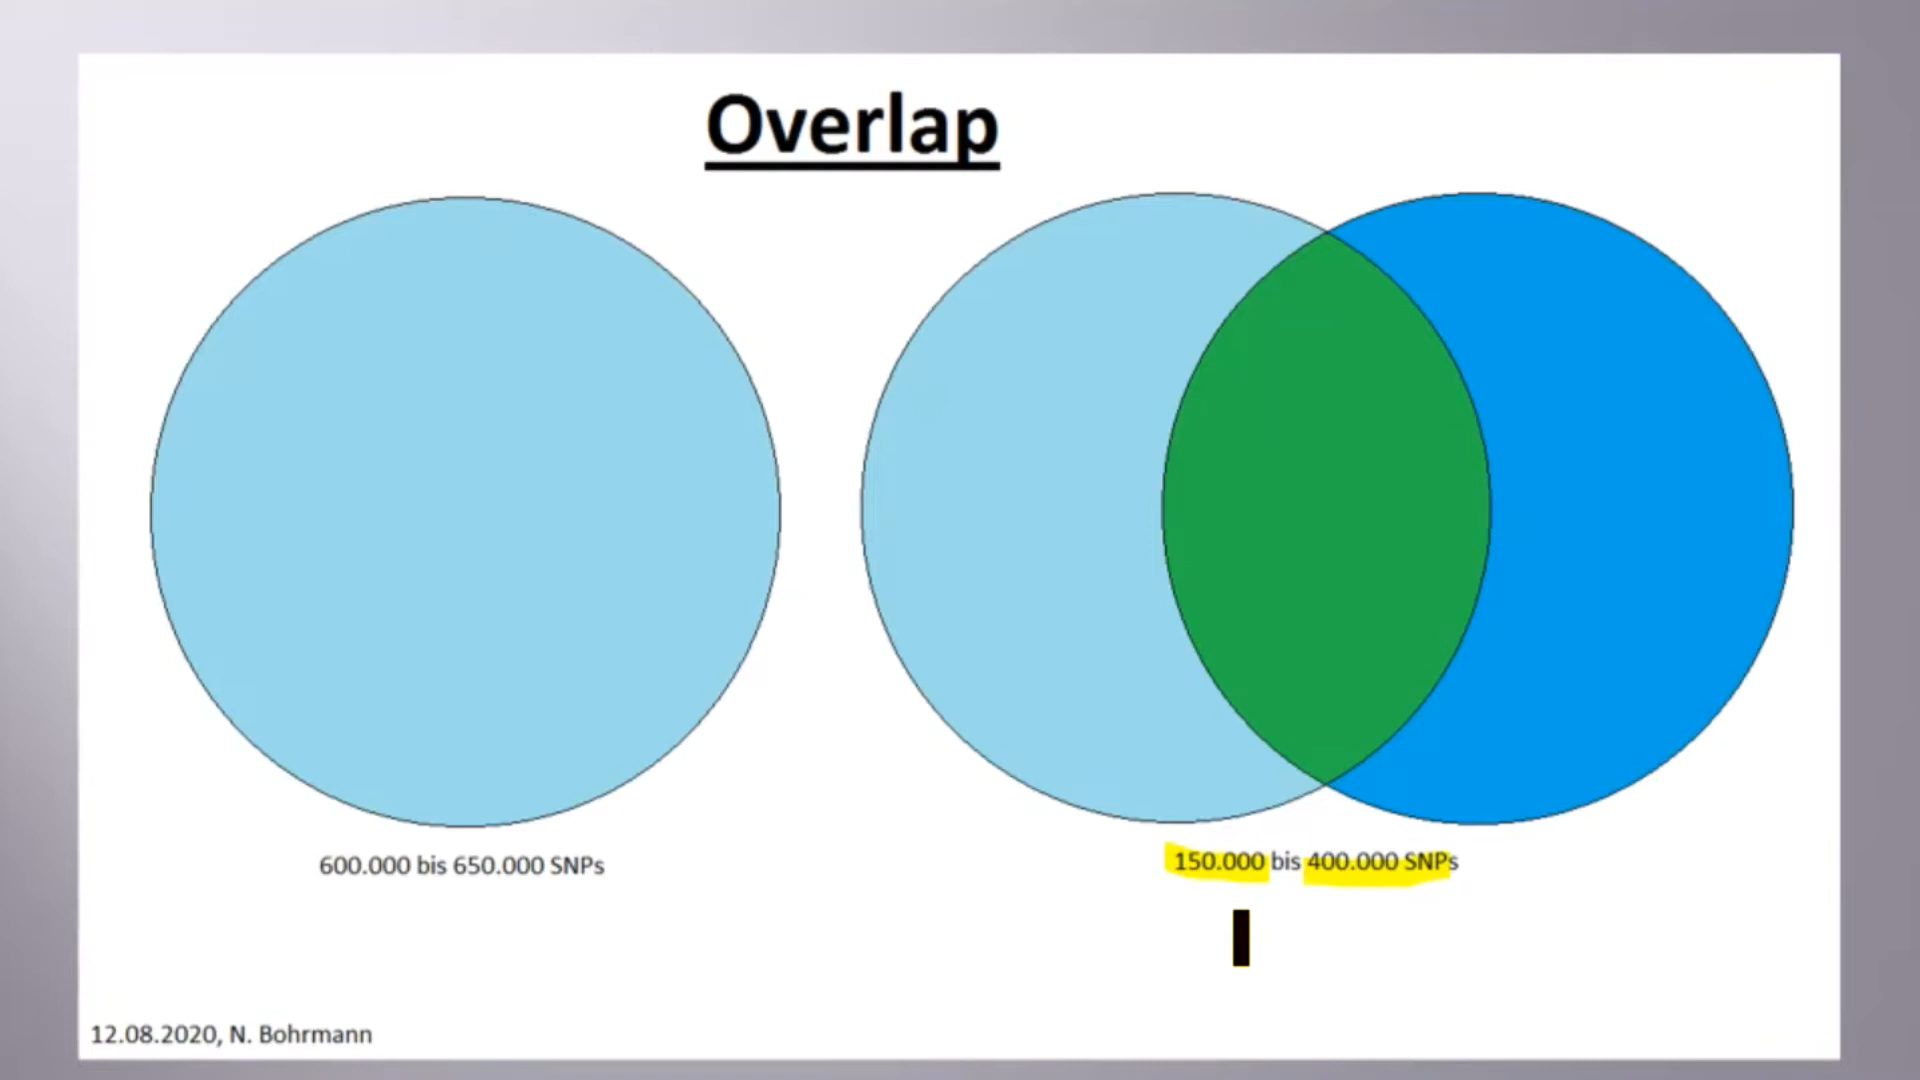 Overlap
600.000 bis 650.000 SNPs
150.000 bis 400.000 SNPs
12.08.2020, N. Bohrmann